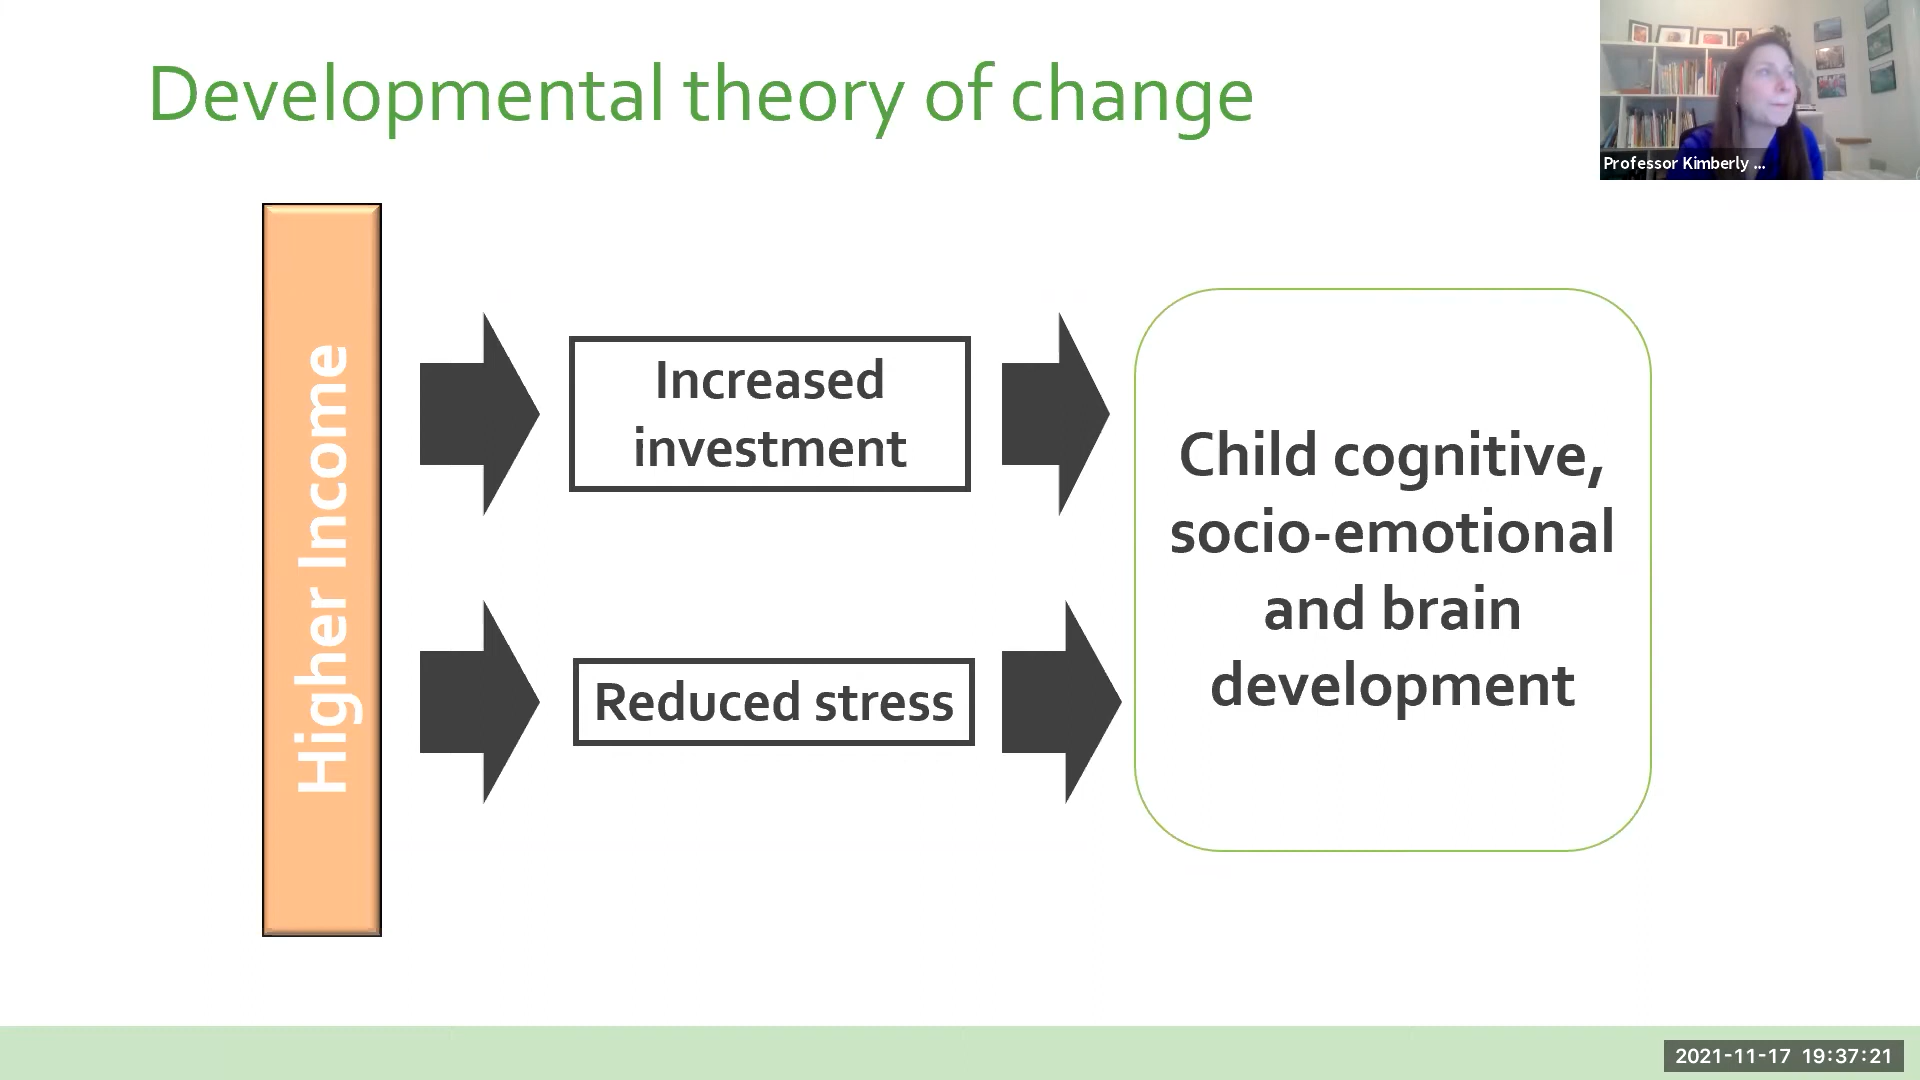 Developmental theory of change
Professor Kimberly ...
Higher Income
Increased
investment
Reduced stress
Child cognitive,
socio-emotional
and brain
development
2021-11-17 19:37:21